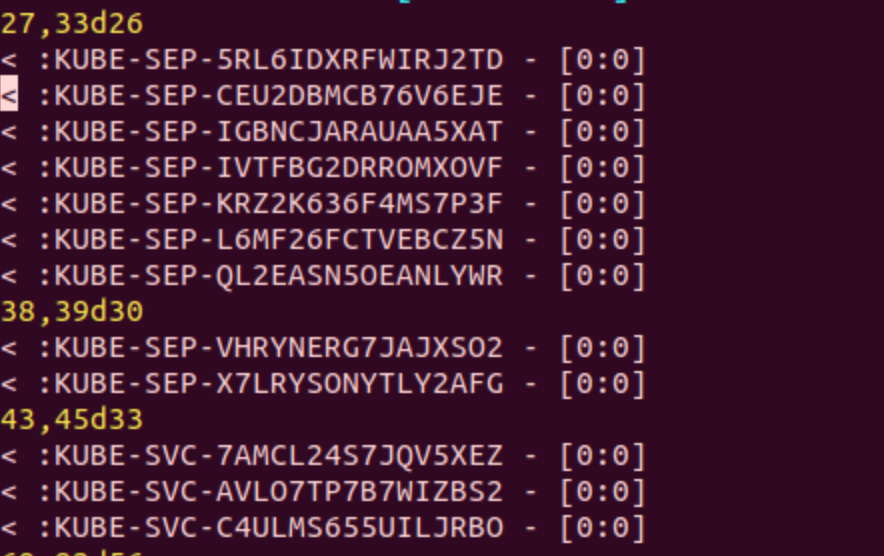 27,33d26
< :KUBE-SEP-5RL6IDXRFWIRJ2TD - [0:0]
< :KUBE-SEP-CEU2DBMCB76V6EJE - [0:0]
< :KUBE-SEP-IGBNCJARAUAA5XAT - [0:0]
< :KUBE-SEP-IVTFBG2DRROMXOVF - [0:0]
< :KUBE-SEP-KRZ2K636F4MS7P3F - [0:0]
< :KUBE-SEP-L6MF26FCTVEBCZ5N - [0:0]
< :KUBE-SEP-QL2EASN5OEANLYWR - [0:0]
38,39d30
< :KUBE-SEP-VHRYNERG7JAJXSO2 - [0:0]
< :KUBE-SEP-X7LRYSONYTLY2AFG - [0:0]
43,45d33
< :KUBE-SVC-7AMCL24S7JQV5XEZ - [0:0]
< :KUBE-SVC-AVLO7TP7B7WIZBS2 - [0:0]
< :KUBE-SVC-C4ULMS655UILJRBO - [0:0]